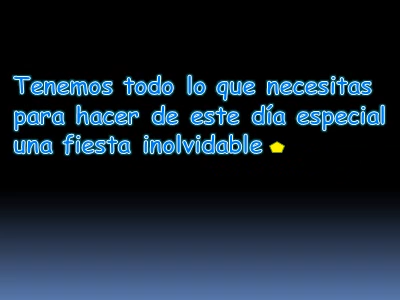 Tenemos todo lo que necesitas
para hacer de este día especial
una fiesta inolvidable